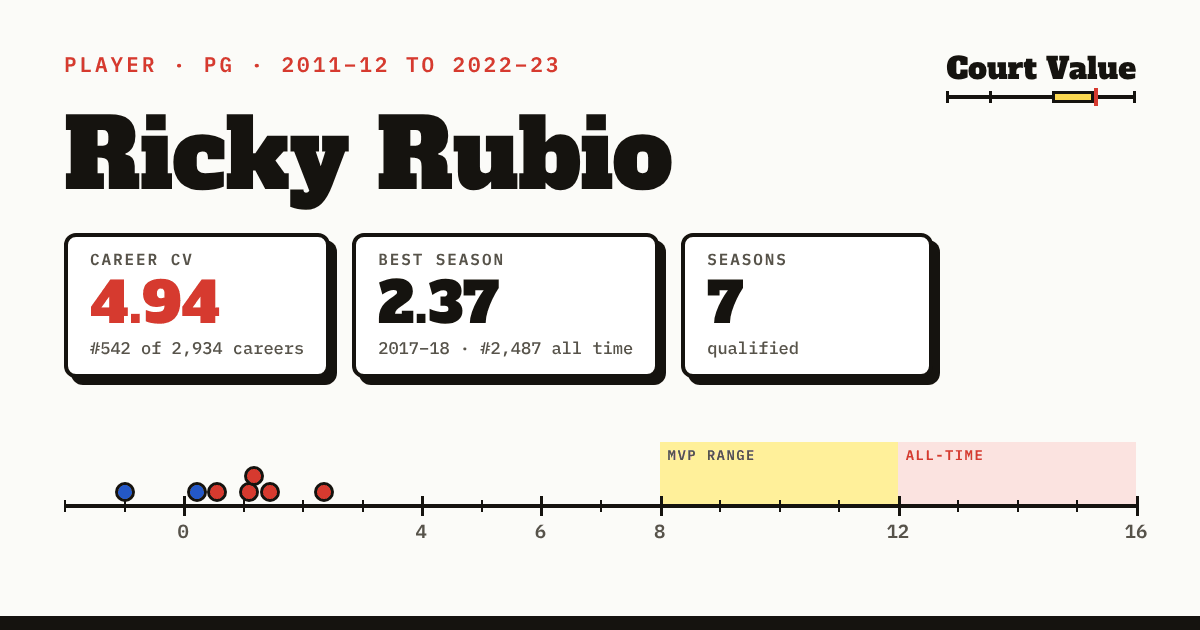 PLAYER · PG · 2011–12 TO 2022–23
Court Value
Ricky Rubio
CAREER CV
4.94
#542 of 2,934 careers
BEST SEASON
2.37
2017–18 · #2,487 all time
SEASONS
7
qualified
MVP RANGE
ALL-TIME
0 4 6 8 12 16